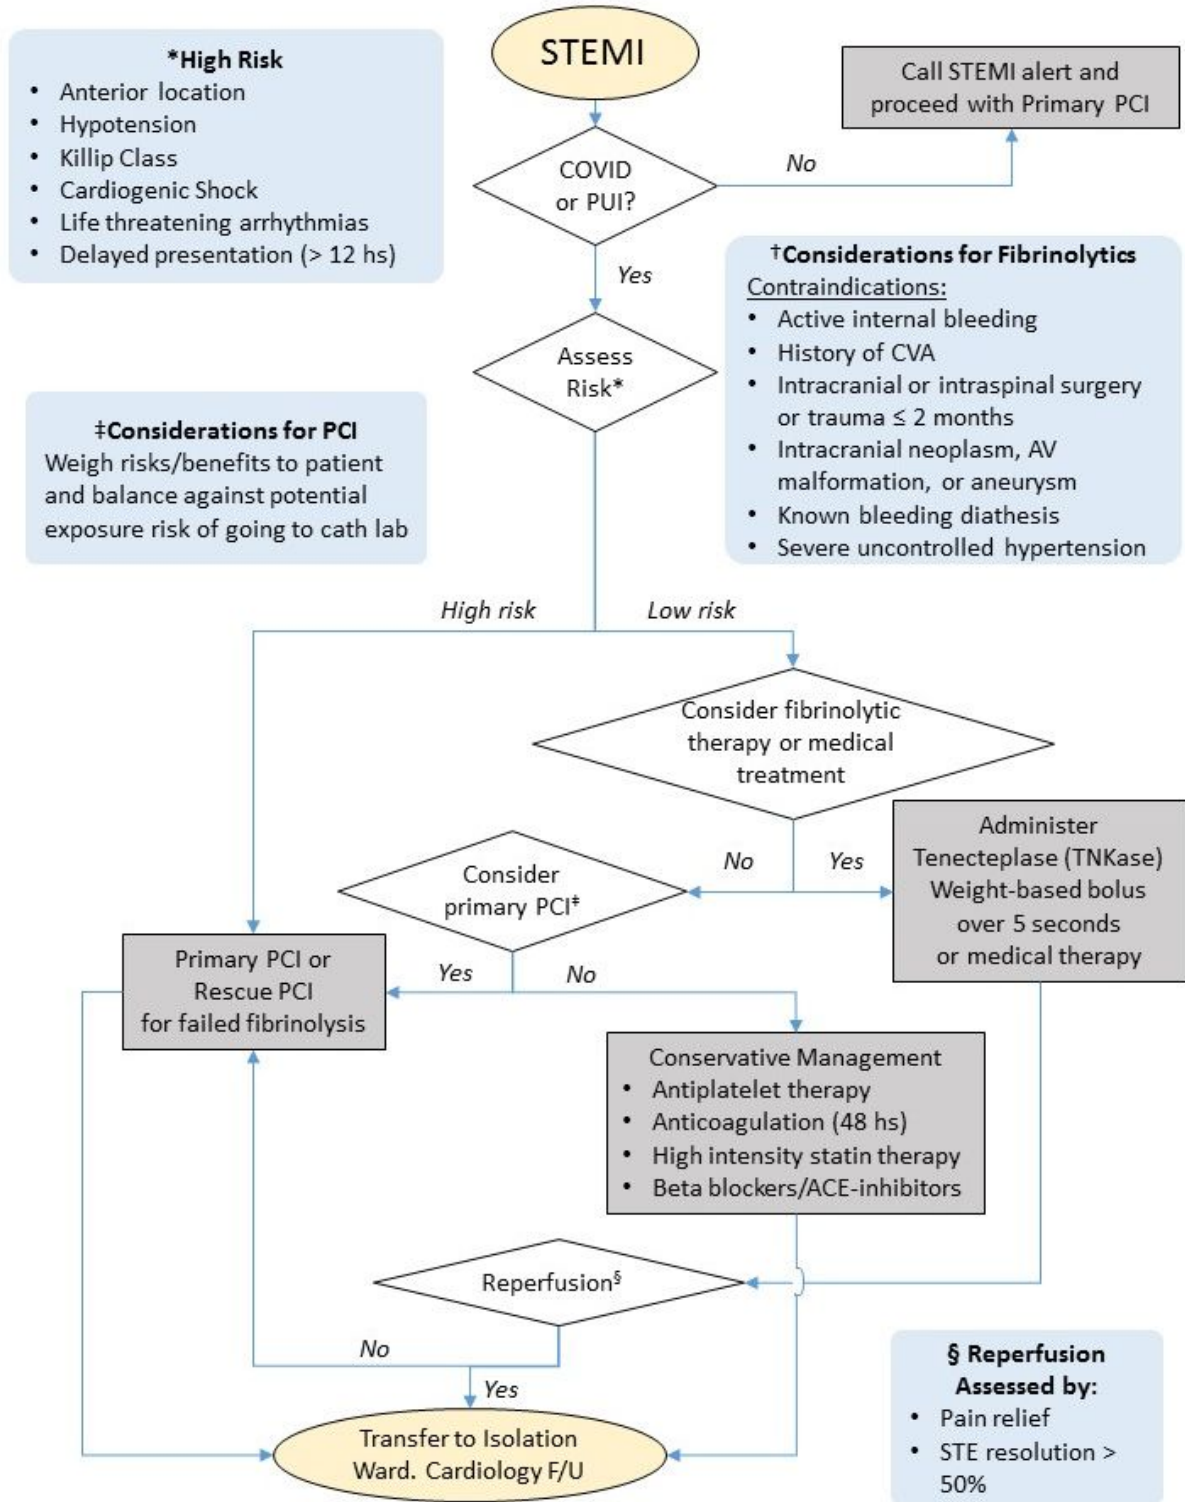 STEMI
*High Risk
• Anterior location
• Hypotension
• Killip Class
• Cardiogenic Shock
• Life threatening arrhythmias
• Delayed presentation (> 12 hs)
Call STEMI alert and
proceed with Primary PCI
COVID
or PUI?
No
Yes
†Considerations for Fibrinolytics
Contraindications:
• Active internal bleeding
• History of CVA
• Intracranial or intraspinal surgery
or trauma ≤ 2 months
• Intracranial neoplasm, AV
malformation, or aneurysm
• Known bleeding diathesis
• Severe uncontrolled hypertension
Assess
Risk*
‡Considerations for PCI
Weigh risks/benefits to patient
and balance against potential
exposure risk of going to cath lab
High risk
Low risk
Consider fibrinolytic
therapy or medical
treatment
No
Yes
Administer
Tenecteplase (TNKase)
Weight-based bolus
over 5 seconds
or medical therapy
Consider
primary PCI‡
Yes
No
Primary PCI or
Rescue PCI
for failed fibrinolysis
Conservative Management
• Antiplatelet therapy
• Anticoagulation (48 hs)
• High intensity statin therapy
• Beta blockers/ACE-inhibitors
Reperfusion§
No
Yes
§ Reperfusion
Assessed by:
• Pain relief
• STE resolution >
50%
Transfer to Isolation
Ward. Cardiology F/U